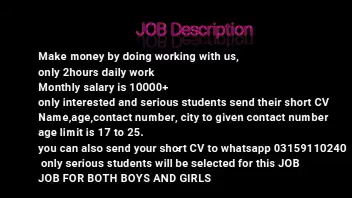 JOB Description
Make money by doing working with us,
only 2hours daily work
Monthly salary is 10000+
only interested and serious students send their short CV
Name,age,contact number, city to given contact number
age limit is 17 to 25.
you can also send your short CV to whatsapp 03159110240
only serious students will be selected for this JOB
JOB FOR BOTH BOYS AND GIRLS